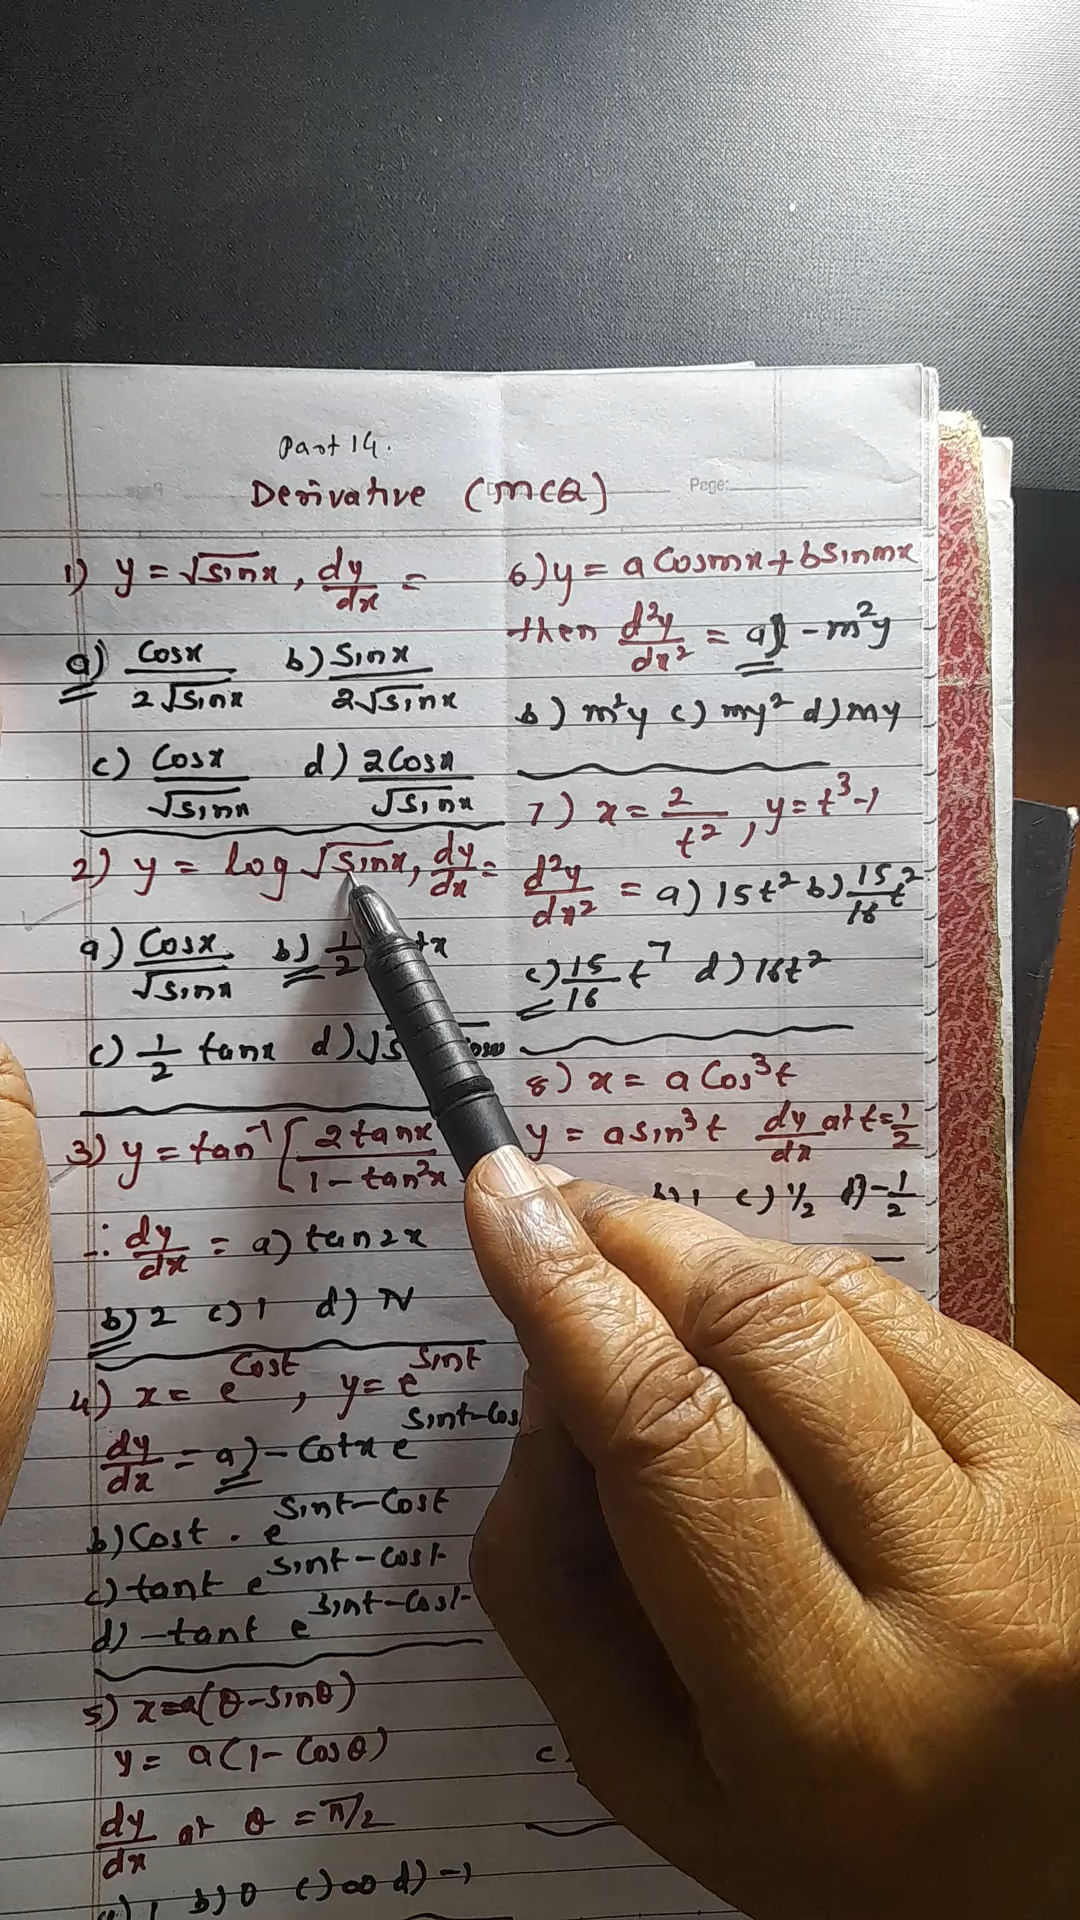 Part 14.
Derivative (MCQ)
Page:
1) y = √sinx, dy/dx =
a) Cosx/2√sinx b) Sinx/2√sinx
c) Cosx/√sinx d) 2Cosx/√sinx
2) y = log √sinx, dy/dx =
a) Cosx/√sinx b) 1/2
c) 1/2 tanx d)
3) y = tan⁻¹ [2tanx/1-tan²x
∴ dy/dx = a) tan2x
b) 2 c) 1 d) π
4) x = e^cost, y = e^sint
dy/dx = a) - Cotx e^sint-cos
b) Cost . e^sint-cost
c) tant e^sint-cost
d) -tant e^sint-cost
5) x=a(θ-sinθ)
y = a(1-Cosθ)
dy/dx at θ = π/2
a) 1 b) 0 c) ∞ d) -1
6) y = a Cosmx + bsinmx
then d²y/dx² = a) -m²y
b) m²y c) my² d) my
7) x = 2/t², y = t³-1
d²y/dx² = a) 15t² b) 15/16 t²
c) 15/16 t⁷ d) 16t²
8) x = a Cos³t
y = asin³t dy/dx at t=1/2
b) 1 c) 1/2 d) -1/2
c)